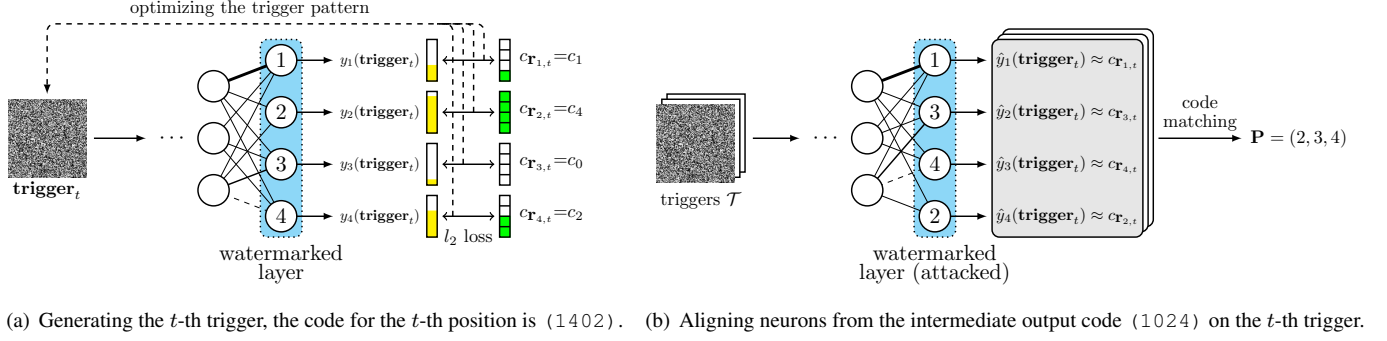 optimizing the trigger pattern
trigger_t
· · ·
1
2
3
4
y_1(trigger_t)
y_2(trigger_t)
y_3(trigger_t)
y_4(trigger_t)
c_{r_{1,t}}=c_1
c_{r_{2,t}}=c_4
c_{r_{3,t}}=c_0
c_{r_{4,t}}=c_2
l_2 loss
watermarked
layer
triggers 𝒯
· · ·
1
3
4
2
ŷ_1(trigger_t) ≈ c_{r_{1,t}}
ŷ_2(trigger_t) ≈ c_{r_{3,t}}
ŷ_3(trigger_t) ≈ c_{r_{4,t}}
ŷ_4(trigger_t) ≈ c_{r_{2,t}}
code
matching
P = (2, 3, 4)
watermarked
layer (attacked)
(a) Generating the t-th trigger, the code for the t-th position is (1402).
(b) Aligning neurons from the intermediate output code (1024) on the t-th trigger.